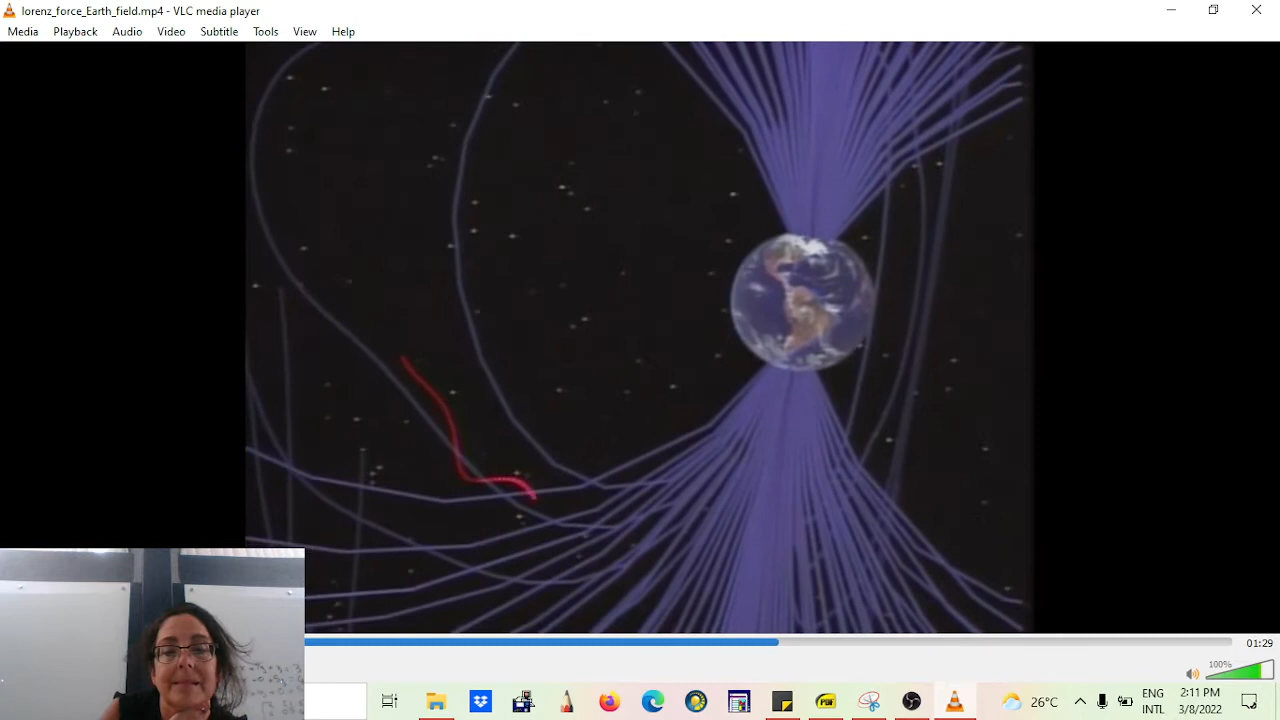 lorenz_force_Earth_field.mp4 - VLC media player
Media Playback Audio Video Subtitle Tools View Help
01:29
100%
PDF
26°C
ENG
INTL
2:11 PM
3/8/2022